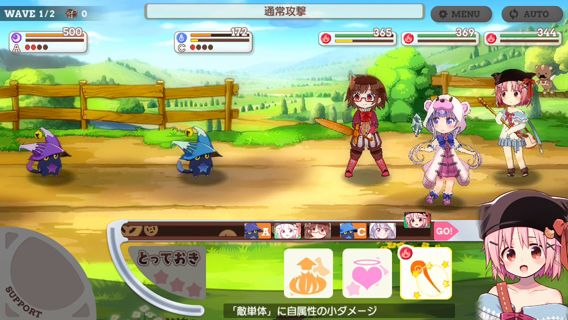 WAVE 1/2 0
通常攻撃
MENU
AUTO
500
A
172
C
365
369
344
A
C
GO!
とっておき
SUPPORT
「敵単体」に自属性の小ダメージ